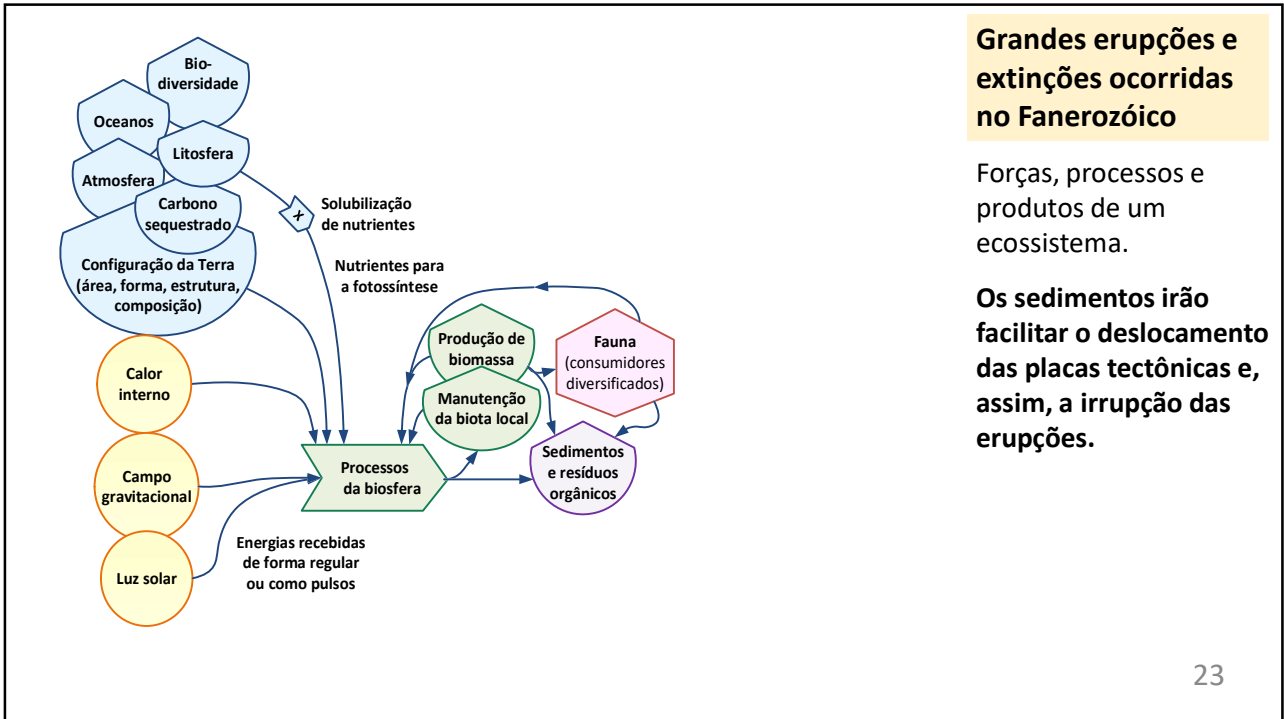 Bio-
diversidade
Oceanos
Litosfera
Atmosfera
Carbono
sequestrado
Configuração da Terra
(área, forma, estrutura,
composição)
X
Solubilização
de nutrientes
Nutrientes para
a fotossíntese
Produção de
biomassa
Manutenção
da biota local
Fauna
(consumidores
diversificados)
Calor
interno
Campo
gravitacional
Luz solar
Processos
da biosfera
Sedimentos
e resíduos
orgânicos
Energias recebidas
de forma regular
ou como pulsos
Grandes erupções e
extinções ocorridas
no Fanerozóico
Forças, processos e
produtos de um
ecossistema.
Os sedimentos irão
facilitar o deslocamento
das placas tectônicas e,
assim, a irrupção das
erupções.
23